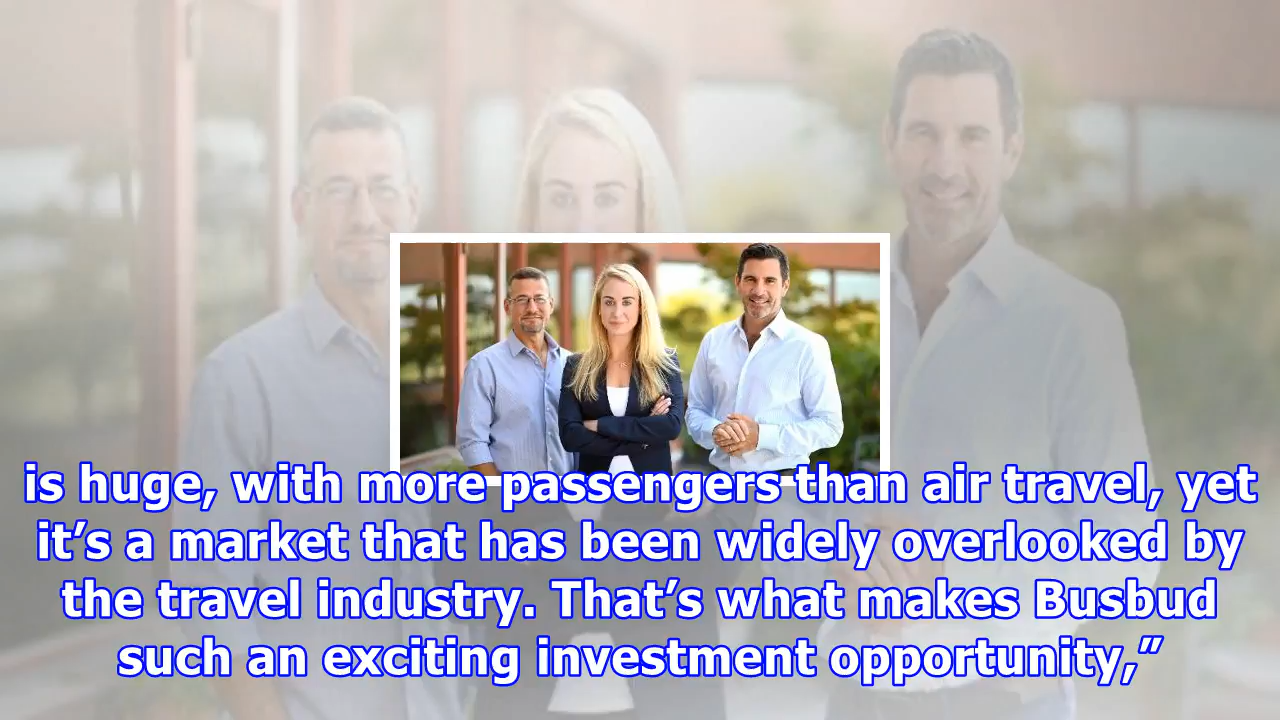 is huge, with more passengers than air travel, yet
it’s a market that has been widely overlooked by
the travel industry. That’s what makes Busbud
such an exciting investment opportunity,”